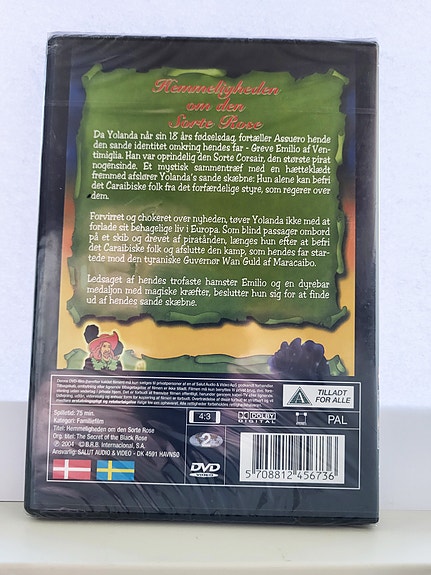 Hemmeligheden
om den
Sorte Rose
Da Yolanda når sin 18 års fødselsdag, fortæller Assuero hende
den sande identitet omkring hendes far - Greve Emilio af Ven-
timiglia. Han var oprindelig den Sorte Corsair, den største pirat
nogensinde. Et mystisk sammentræf med en hætteklædt
fremmed afslører Yolanda's sande skæbne: Hun alene kan befri
det Caraibiske folk fra det forfærdelige styre, som regerer over
dem.
Forvirret og chokeret over nyheden, tøver Yolanda ikke med at
forlade sit behagelige liv i Europa. Som blind passager ombord
på et skib og drevet af piratånden, længes hun efter at befri
det Caraibiske folk og afslutte den kamp, som hendes far star-
tede mod den tyraniske Guvernør Wan Guld af Maracaibo.
Ledsaget af hendes trofaste hamster Emilio og en dyrebar
medaljon med magiske kræfter, beslutter hun sig for at finde
ud af hendes sande skæbne.
TILLADT
FOR ALLE
Spilletid: 75 min.
Kategori: Familiefilm
Titel: Hemmeligheden om den Sorte Rose
Org. titel: The Secret of the Black Rose
℗ 2004 © B.R.B. Internacional, S.A.
Ansvarlig: SALUT AUDIO & VIDEO - DK 4591 HAVNSØ
4:3
DOLBY
DIGITAL
PAL
2
DVD
VIDEO
5 708812 456736